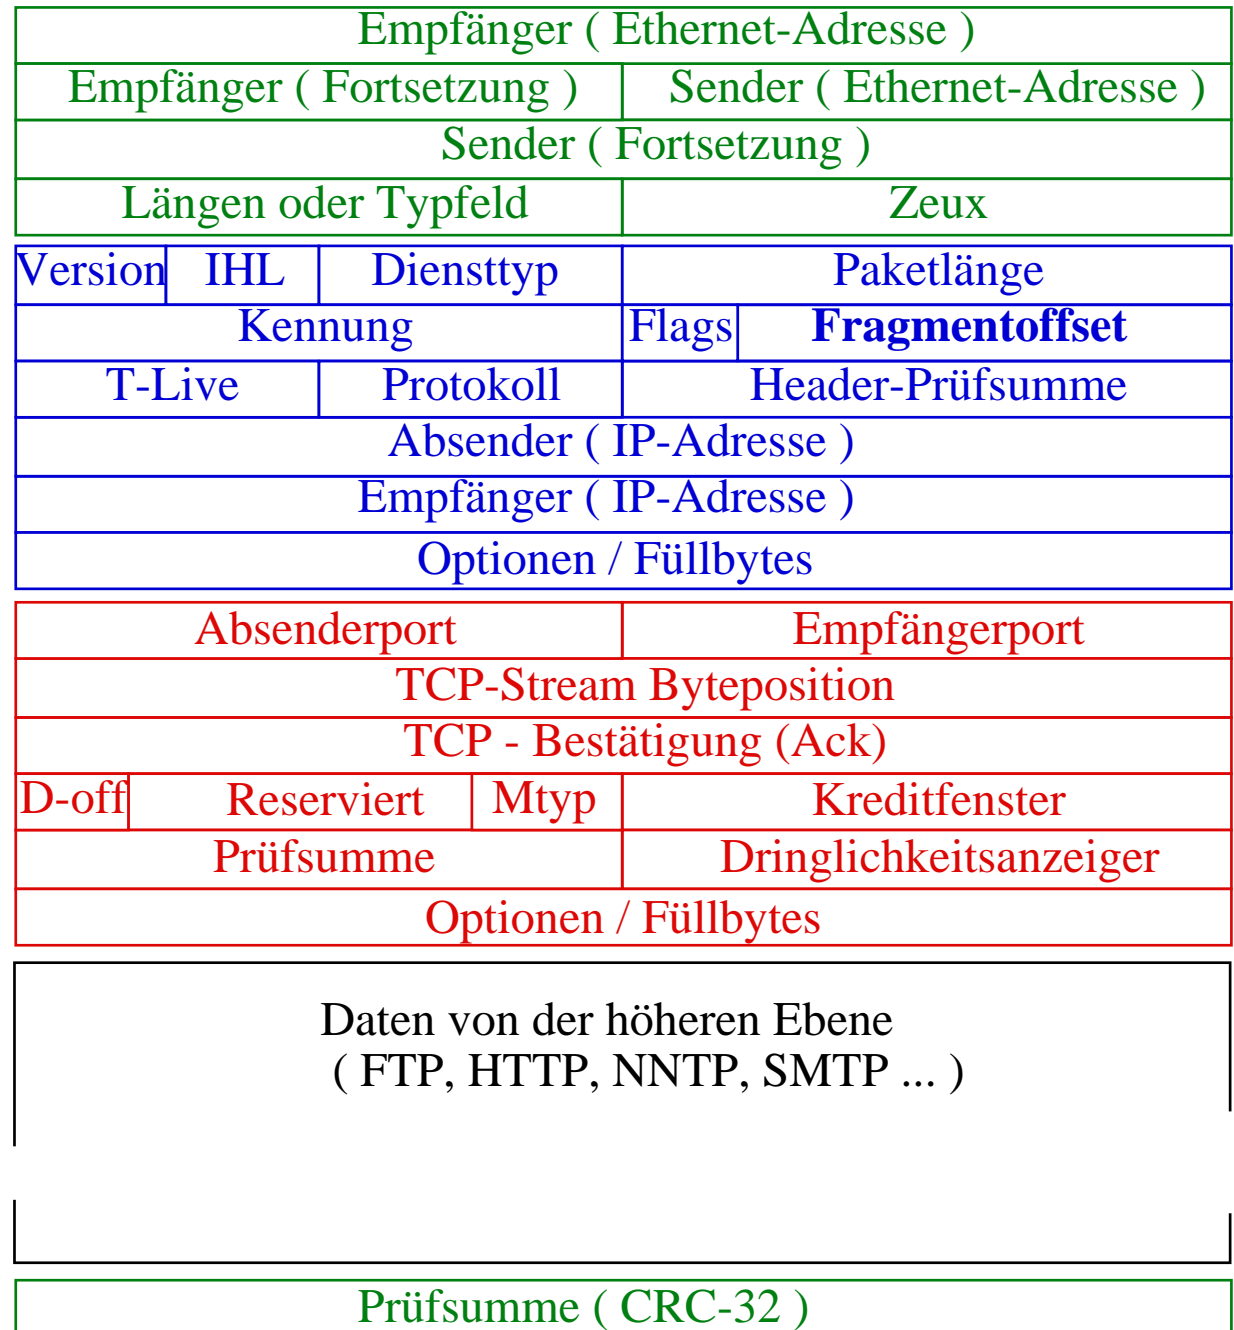 Empfänger ( Ethernet-Adresse )
Empfänger ( Fortsetzung ) Sender ( Ethernet-Adresse )
Sender ( Fortsetzung )
Längen oder Typfeld Zeux
Version IHL Diensttyp Paketlänge
Kennung Flags Fragmentoffset
T-Live Protokoll Header-Prüfsumme
Absender ( IP-Adresse )
Empfänger ( IP-Adresse )
Optionen / Füllbytes
Absenderport Empfängerport
TCP-Stream Byteposition
TCP - Bestätigung (Ack)
D-off Reserviert Mtyp Kreditfenster
Prüfsumme Dringlichkeitsanzeiger
Optionen / Füllbytes
Daten von der höheren Ebene
( FTP, HTTP, NNTP, SMTP ... )
Prüfsumme ( CRC-32 )